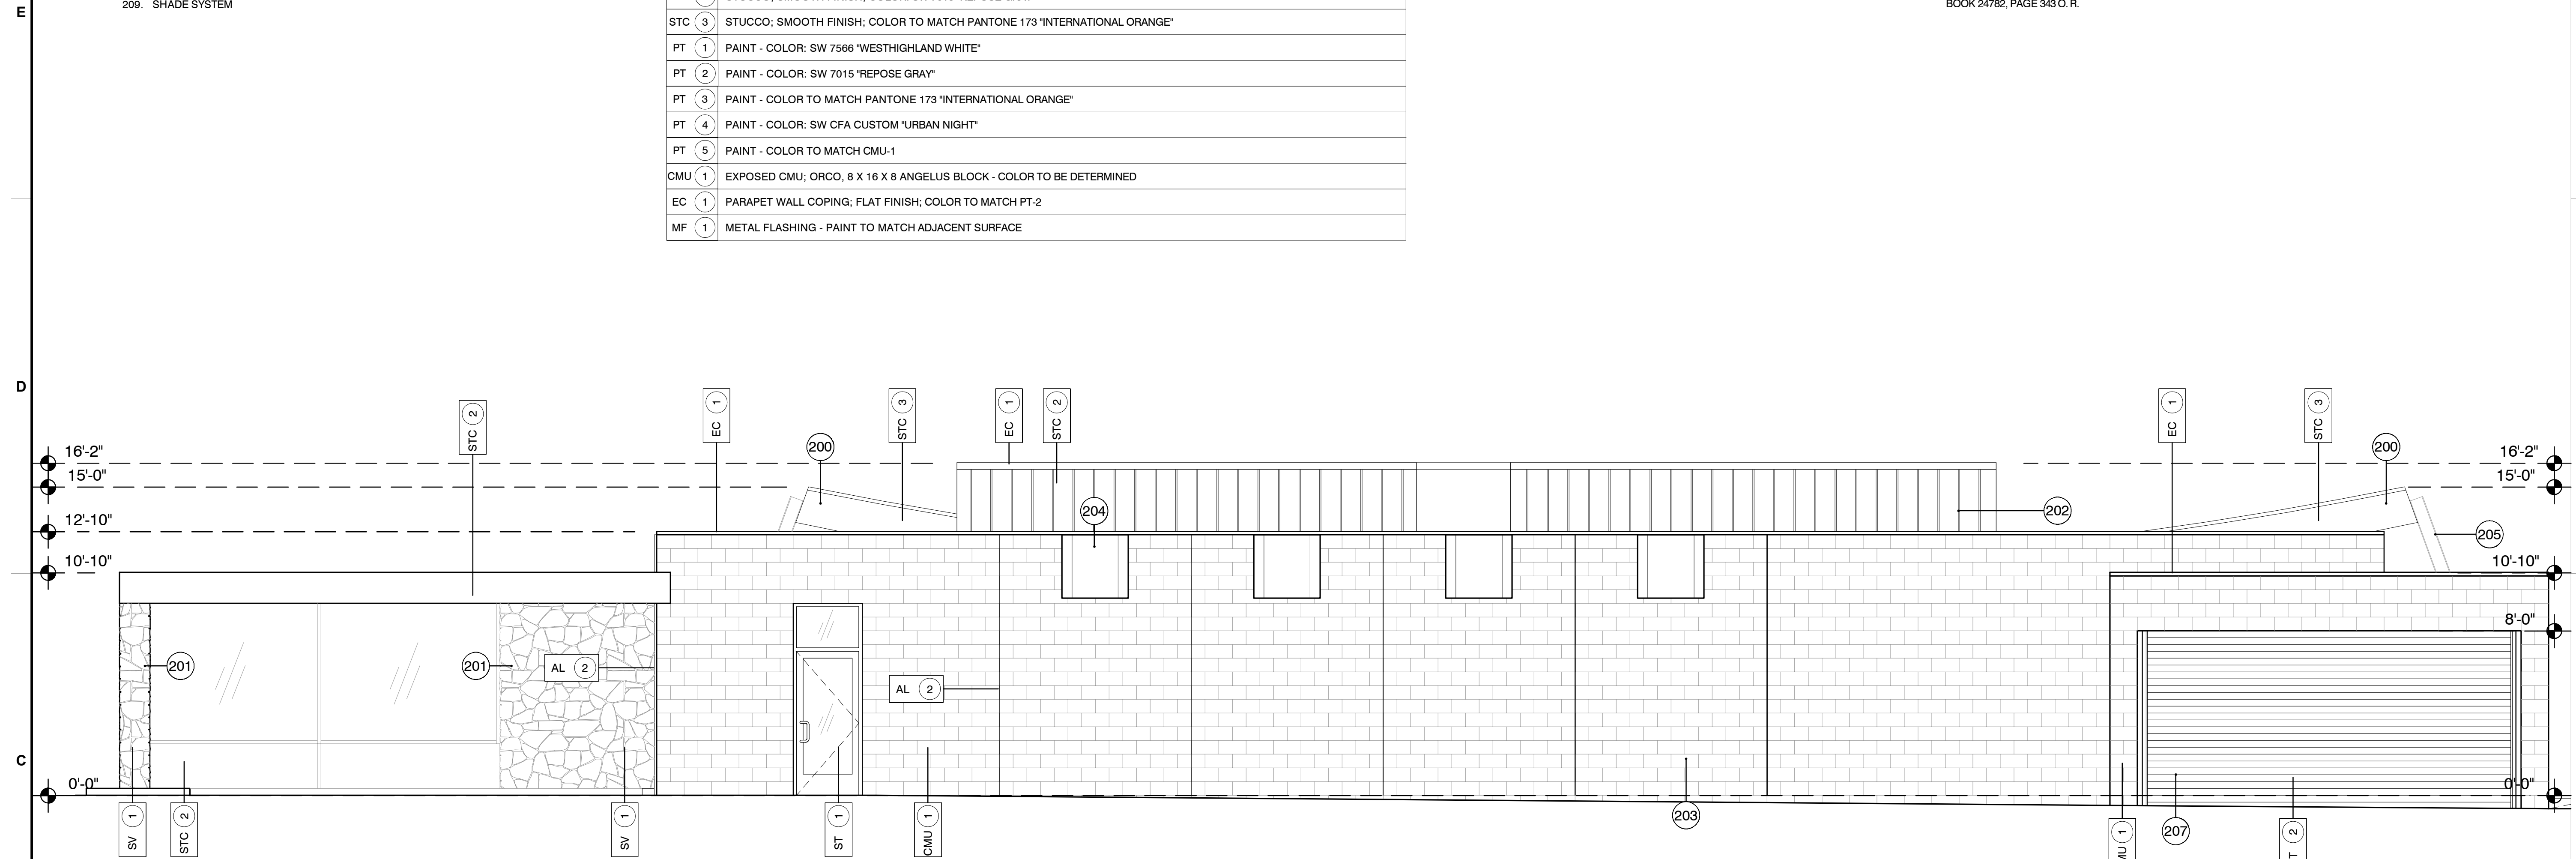 E
209. SHADE SYSTEM
BOOK 24782, PAGE 343 O. R.
STC 3 STUCCO; SMOOTH FINISH; COLOR TO MATCH PANTONE 173 "INTERNATIONAL ORANGE"
PT 1 PAINT - COLOR: SW 7566 "WESTHIGHLAND WHITE"
PT 2 PAINT - COLOR: SW 7015 "REPOSE GRAY"
PT 3 PAINT - COLOR TO MATCH PANTONE 173 "INTERNATIONAL ORANGE"
PT 4 PAINT - COLOR: SW CFA CUSTOM "URBAN NIGHT"
PT 5 PAINT - COLOR TO MATCH CMU-1
CMU 1 EXPOSED CMU; ORCO, 8 X 16 X 8 ANGELUS BLOCK - COLOR TO BE DETERMINED
EC 1 PARAPET WALL COPING; FLAT FINISH; COLOR TO MATCH PT-2
MF 1 METAL FLASHING - PAINT TO MATCH ADJACENT SURFACE
D
STC 2
EC 1
STC 3
EC 1
STC 2
EC 1
STC 3
200
200
16'-2"
16'-2"
15'-0"
15'-0"
204
202
12'-10"
205
10'-10"
10'-10"
8'-0"
201
201
AL 2
AL 2
C
0'-0"
0'-0"
SV 1
STC 2
SV 1
ST 1
CMU 1
203
1
207
2